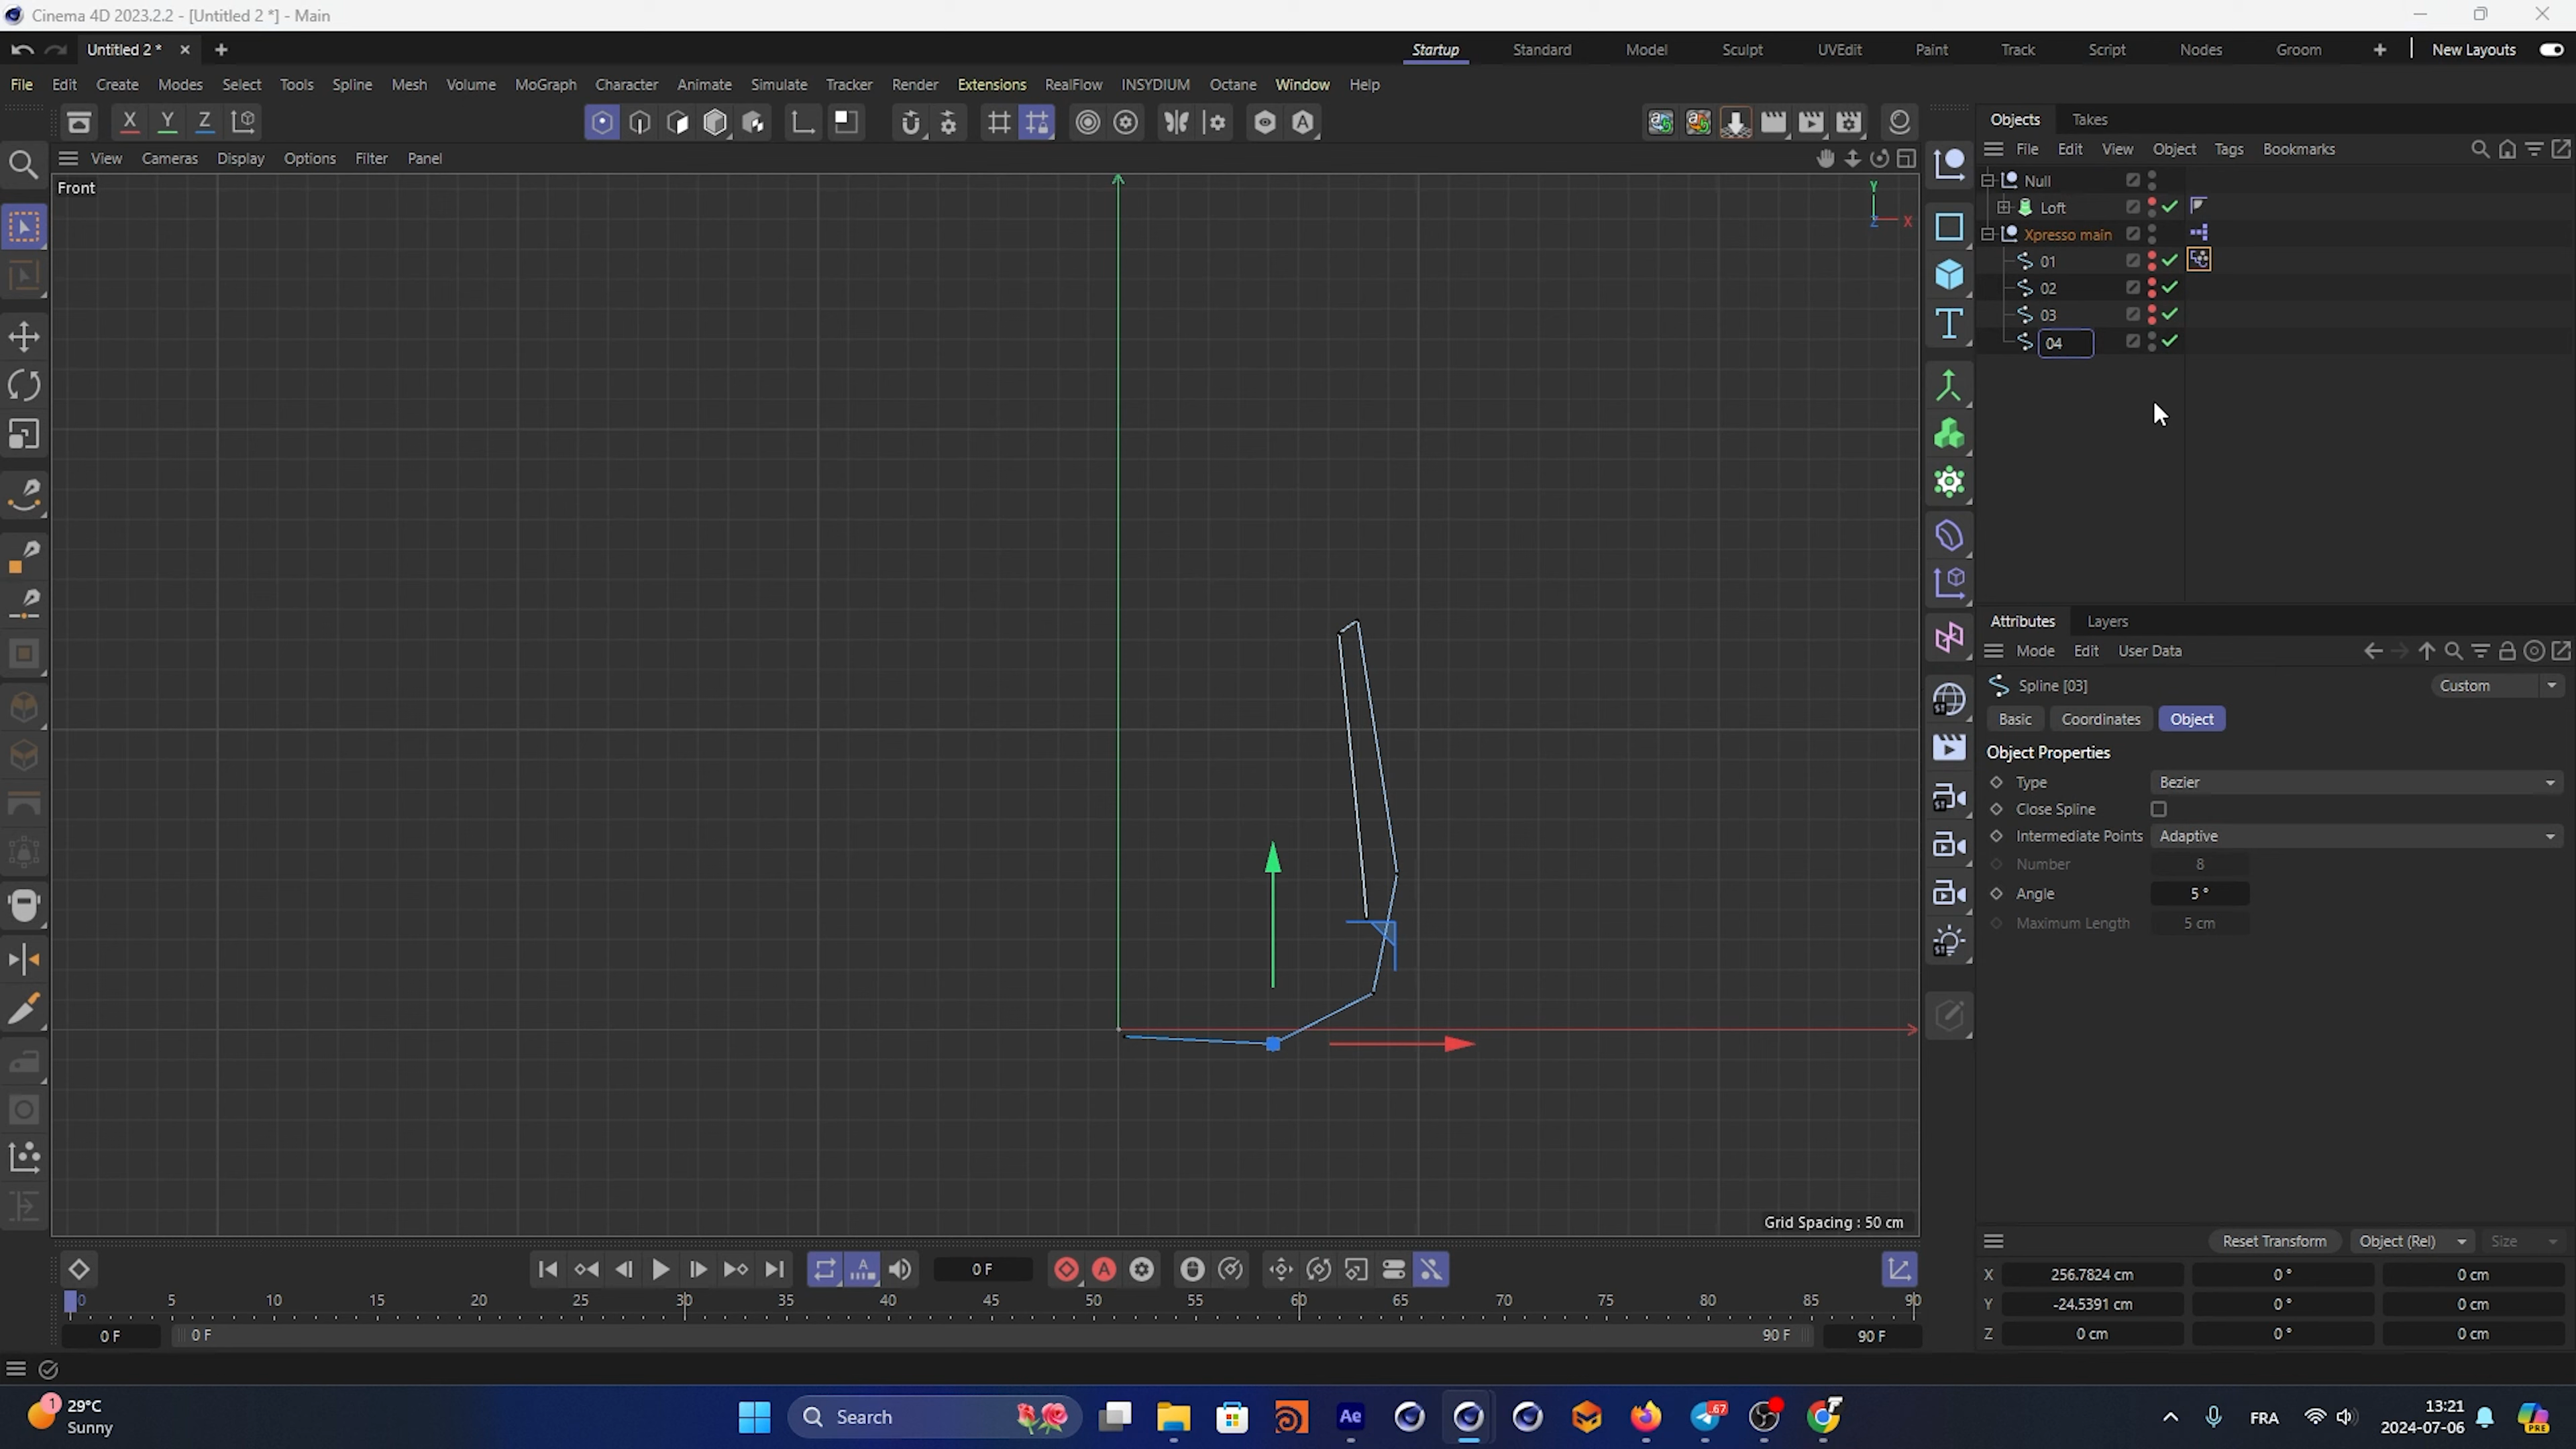 Cinema 4D 2023.2.2 - [Untitled 2 *] - Main
Untitled 2 *
Startup Standard Model Sculpt UVEdit Paint Track Script Nodes Groom New Layouts
File Edit Create Modes Select Tools Spline Mesh Volume MoGraph Character Animate Simulate Tracker Render Extensions RealFlow INSYDIUM Octane Window Help
X Y Z
Objects Takes
View Cameras Display Options Filter Panel
File Edit View Object Tags Bookmarks
Front
Y
X
Z
Null
Loft
Xpresso main
01
02
03
04
Attributes Layers
Mode Edit User Data
Spline [03]
Custom
Basic Coordinates Object
Object Properties
Type Bezier
Close Spline
Intermediate Points Adaptive
Number 8
Angle 5 °
Maximum Length 5 cm
Grid Spacing : 50 cm
Reset Transform Object (Rel) Size
0 F
X 256.7824 cm 0 ° 0 cm
Y -24.5391 cm 0 ° 0 cm
Z 0 cm 0 ° 0 cm
0 5 10 15 20 25 30 35 40 45 50 55 60 65 70 75 80 85 90
0 F 0 F 90 F 90 F
1
29°C
Sunny
Search
Ae
67
FRA
13:21
2024-07-06
PRE